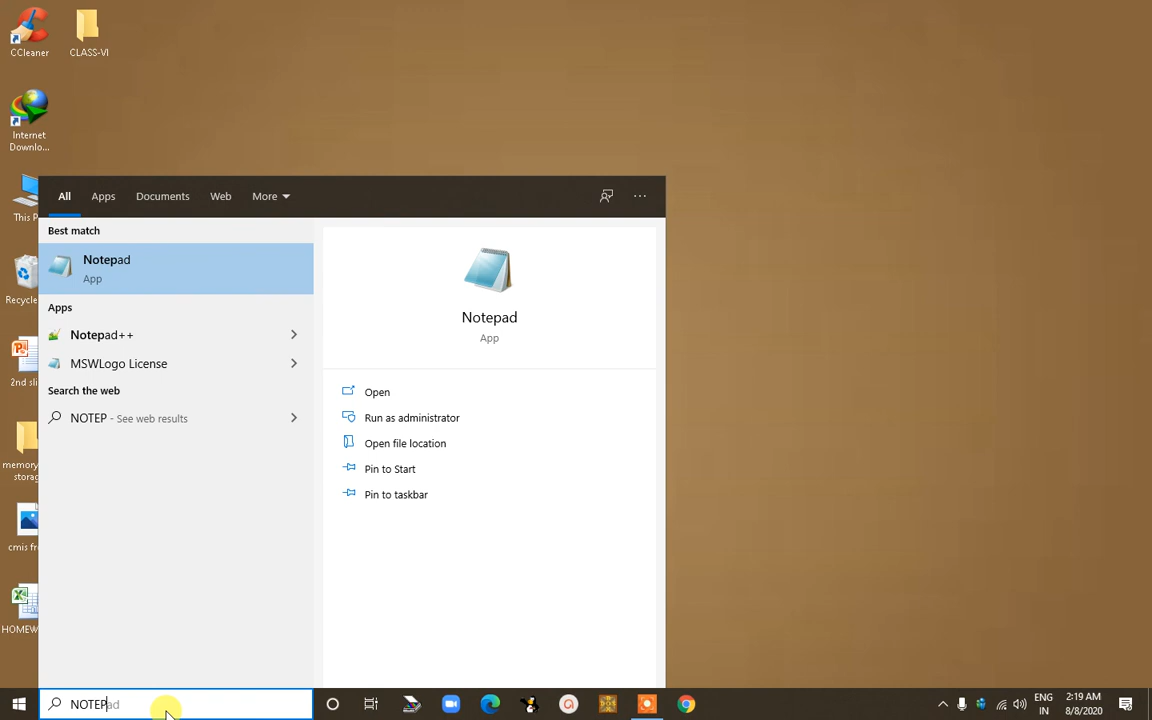 CCleaner
CLASS-VI
Internet
Downlo...
This P
Recycle
2nd sli
memory
storag
cmis fr
HOMEW
All Apps Documents Web More
Best match
Notepad
App
Apps
Notepad++
MSWLogo License
Search the web
NOTEP - See web results
Notepad
App
Open
Run as administrator
Open file location
Pin to Start
Pin to taskbar
NOTEPad
ENG
IN
2:19 AM
8/8/2020